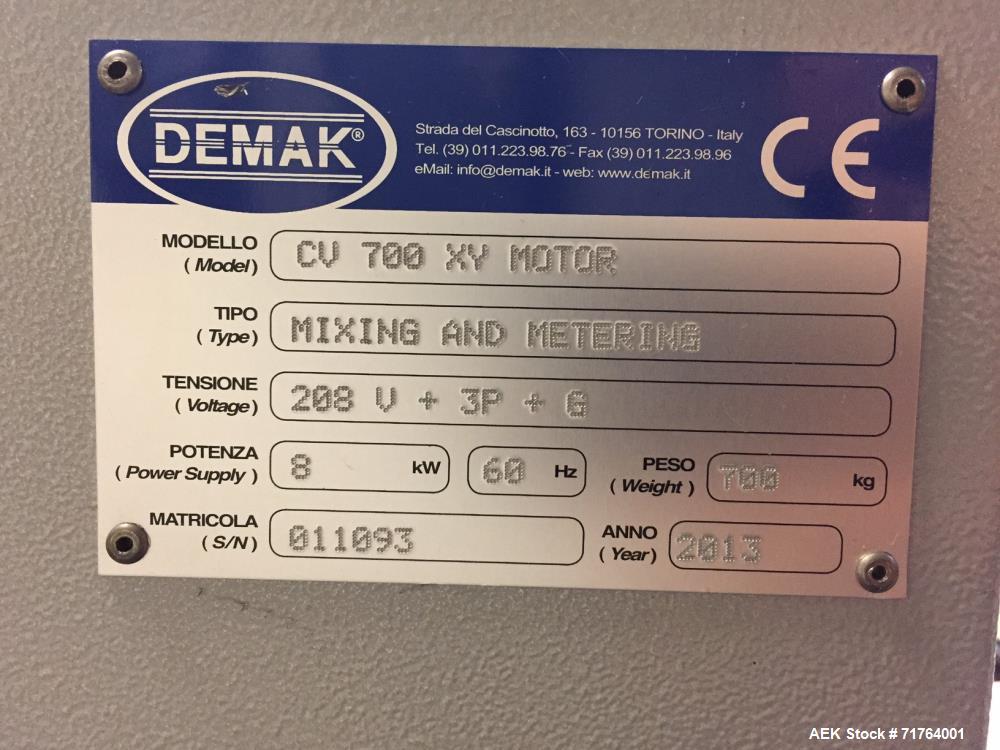 DEMAK®
Strada del Cascinotto, 163 - 10156 TORINO - Italy
Tel. (39) 011.223.98.76 - Fax (39) 011.223.98.96
eMail: info@demak.it - web: www.demak.it
CE
MODELLO
(Model) CV 700 XY MOTOR
TIPO
(Type) MIXING AND METERING
TENSIONE
(Voltage) 208 V + 3P + G
POTENZA
(Power Supply) 8 kW 60 Hz
PESO
(Weight) 700 kg
MATRICOLA
(S/N) 011093
ANNO
(Year) 2013
AEK Stock # 71764001